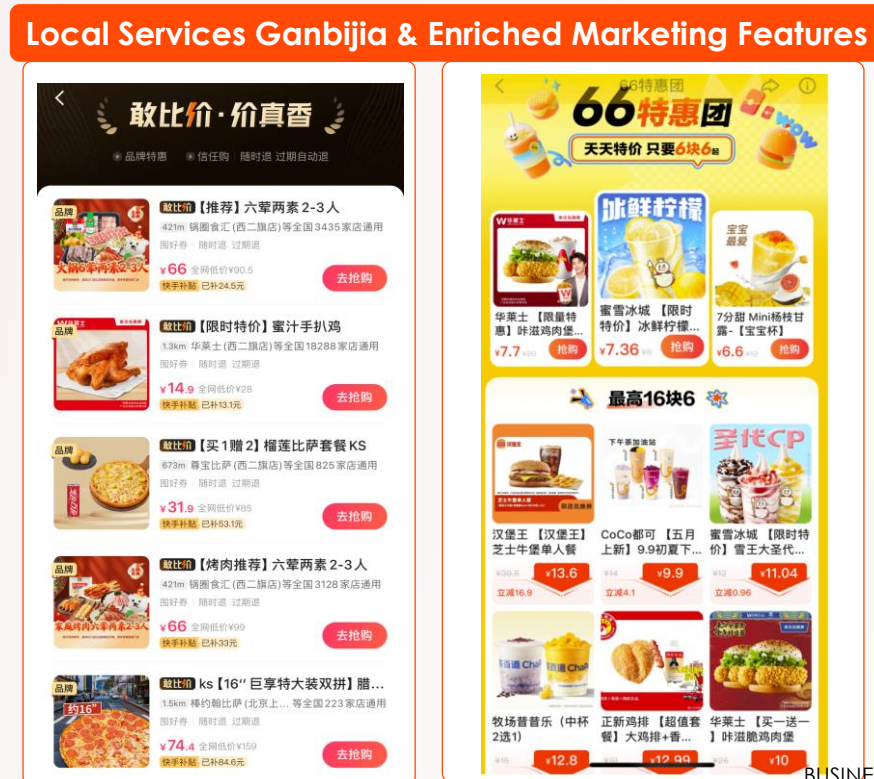 Local Services Ganbijia & Enriched Marketing Features
敢比价·价真香
品牌特惠 信任购 随时退 过期自动退
品牌
敢比价【推荐】六荤两素 2-3人
421m 锅圈食汇(西二旗店)等全国3435家店通用
囤好券 随时退 过期退
¥66 全网低价¥90.5
去抢购
快手补贴 已补24.5元
品牌
敢比价【限时特价】蜜汁手扒鸡
1.3km 华莱士(西二旗店)等全国18288家店通用
囤好券 随时退 过期退
¥14.9 全网低价¥28
去抢购
快手补贴 已补13.1元
品牌
敢比价【买1赠2】榴莲比萨套餐KS
673m 尊宝比萨(西二旗店)等全国825家店通用
囤好券 随时退 过期退
¥31.9 全网低价¥85
去抢购
快手补贴 已补53.1元
品牌
敢比价【烤肉推荐】六荤两素 2-3人
421m 锅圈食汇(西二旗店)等全国3128家店通用
囤好券 随时退 过期退
¥66 全网低价¥99
去抢购
快手补贴 已补33元
品牌
约16"
敢比价 ks【16''巨享特大装双拼】腊...
1.5km 棒约翰比萨(北京上... 等全国223家店通用
囤好券 随时退 过期退
¥74.4 全网低价¥159
去抢购
快手补贴 已补84.6元
66特惠团
66特惠团
WOW
天天特价 只要6块6起
华莱士
冰鲜柠檬
宝宝最爱
华莱士【限量特惠】咔滋鸡肉堡...
¥7.7 抢购
蜜雪冰城【限时特价】冰鲜柠檬...
¥7.36 抢购
7分甜 Mini杨枝甘露-【宝宝杯】
¥6.6 ¥12 抢购
最高16块6
汉堡王
芝士牛堡单人餐
下午茶加油站
圣代CP
汉堡王【汉堡王】芝士牛堡单人餐
¥30.5 ¥13.6
立减16.9
CoCo都可【五月上新】9.9初夏下...
¥14 ¥9.9
立减4.1
蜜雪冰城【限时特价】雪王大圣代...
¥12 ¥11.04
立减0.96
茶百道
百道
牧场昔昔乐(中杯2选1)
¥12.8
正新鸡排【超值套餐】大鸡排+香...
¥12.99
华莱士【买一送一】咔滋脆鸡肉堡
¥26 ¥10
BUSINE